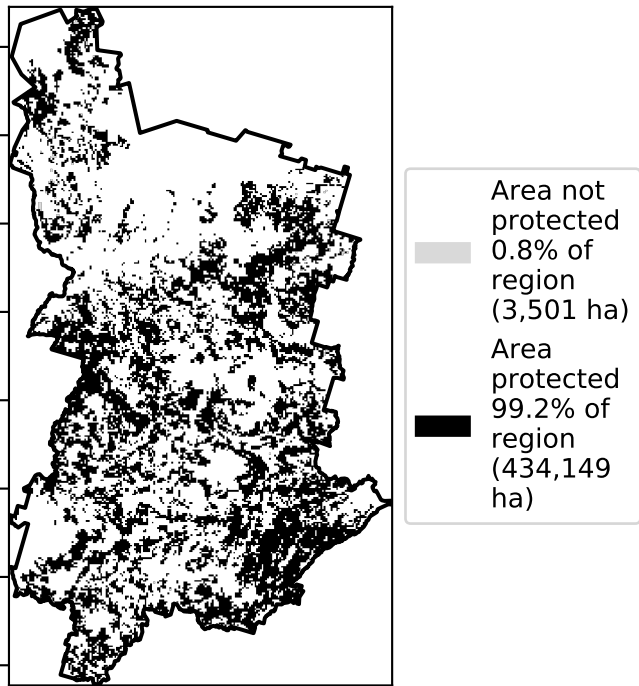 Area not
protected
0.8% of
region
(3,501 ha)
Area
protected
99.2% of
region
(434,149
ha)